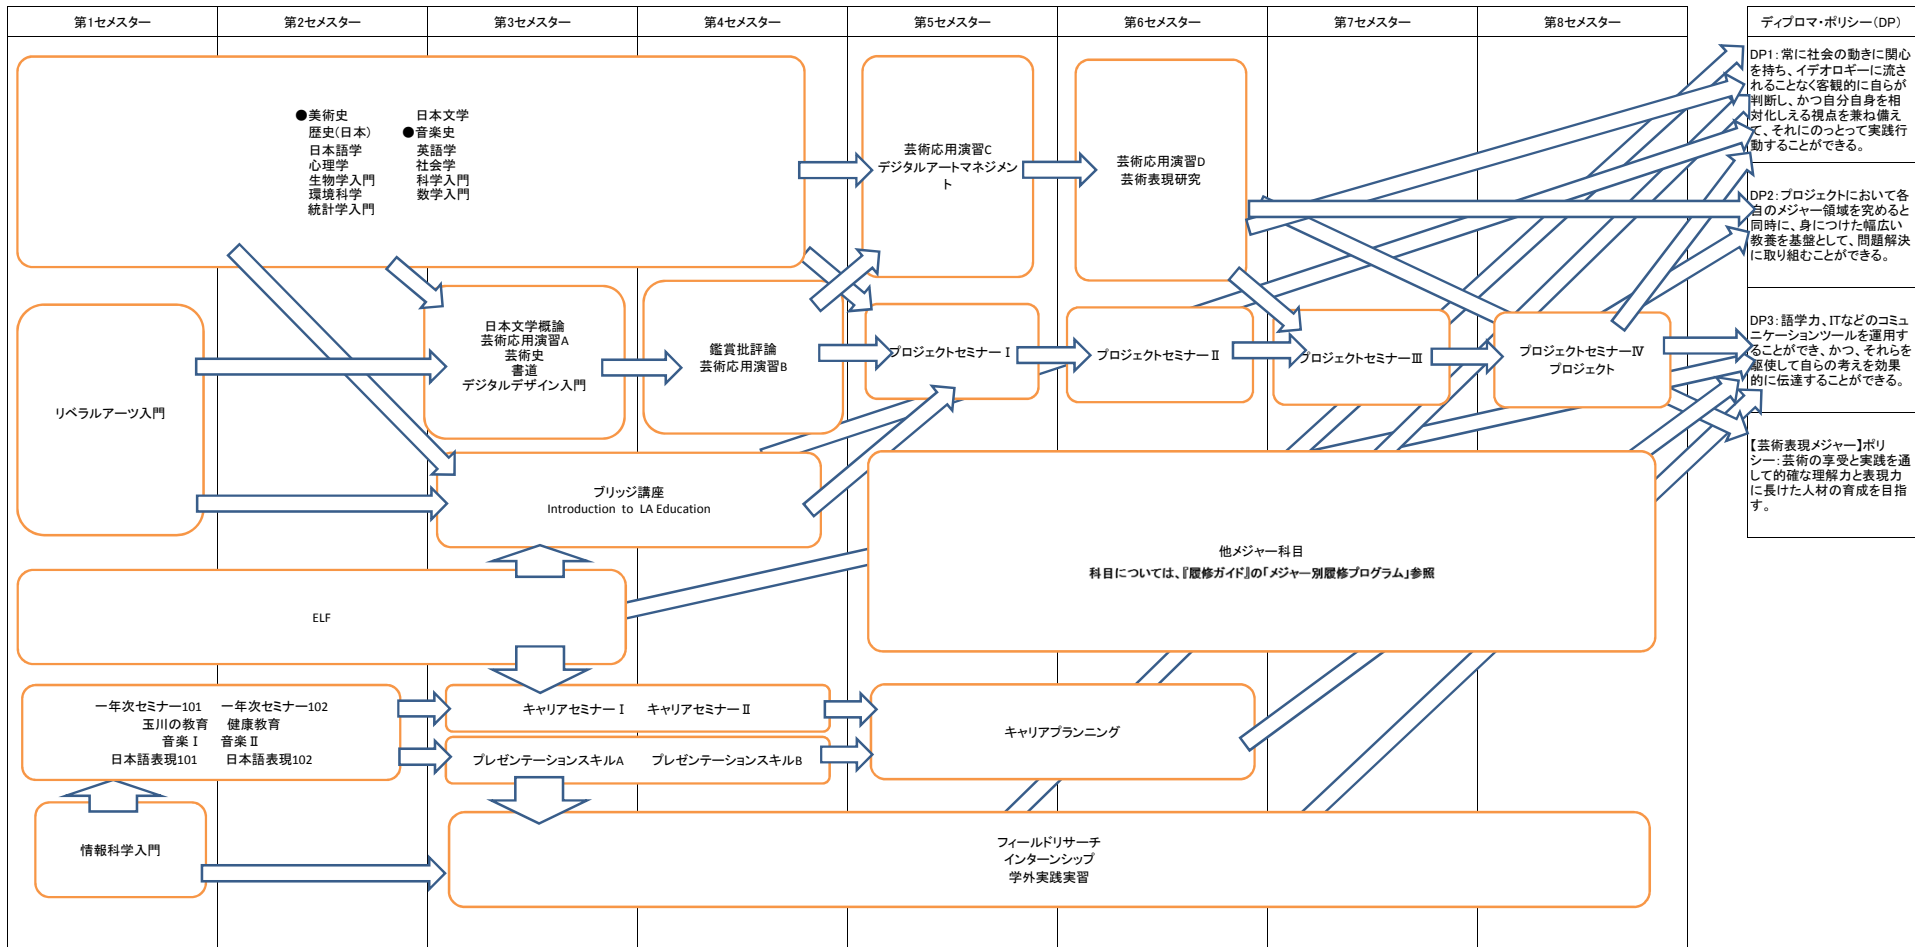 第1セメスター
第2セメスター
第3セメスター
第4セメスター
第5セメスター
第6セメスター
第7セメスター
第8セメスター
ディプロマ・ポリシー(DP)
●美術史 日本文学
歴史(日本) ●音楽史
日本語学 英語学
心理学 社会学
生物学入門 科学入門
環境科学 数学入門
統計学入門
芸術応用演習C
デジタルアートマネジメン
ト
芸術応用演習D
芸術表現研究
リベラルアーツ入門
日本文学概論
芸術応用演習A
芸術史
書道
デジタルデザイン入門
鑑賞批評論
芸術応用演習B
プロジェクトセミナーⅠ
プロジェクトセミナーⅡ
プロジェクトセミナーⅢ
プロジェクトセミナーⅣ
プロジェクト
ブリッジ講座
Introduction to LA Education
他メジャー科目
科目については、『履修ガイド』の「メジャー別履修プログラム」参照
ELF
一年次セミナー101 一年次セミナー102
玉川の教育 健康教育
音楽Ⅰ 音楽Ⅱ
日本語表現101 日本語表現102
キャリアセミナーⅠ キャリアセミナーⅡ
プレゼンテーションスキルA プレゼンテーションスキルB
キャリアプランニング
情報科学入門
フィールドリサーチ
インターンシップ
学外実践実習
DP1:常に社会の動きに関心
を持ち、イデオロギーに流さ
れることなく客観的に自らが
判断し、かつ自分自身を相
対化しえる視点を兼ね備え
て、それにのっとって実践行
動することができる。
DP2:プロジェクトにおいて各
自のメジャー領域を究めると
同時に、身につけた幅広い
教養を基盤として、問題解決
に取り組むことができる。
DP3:語学力、ITなどのコミュ
ニケーションツールを運用す
ることができ、かつ、それらを
駆使して自らの考えを効果
的に伝達することができる。
【芸術表現メジャー】ポリ
シー:芸術の享受と実践を通
して的確な理解力と表現力
に長けた人材の育成を目指
す。